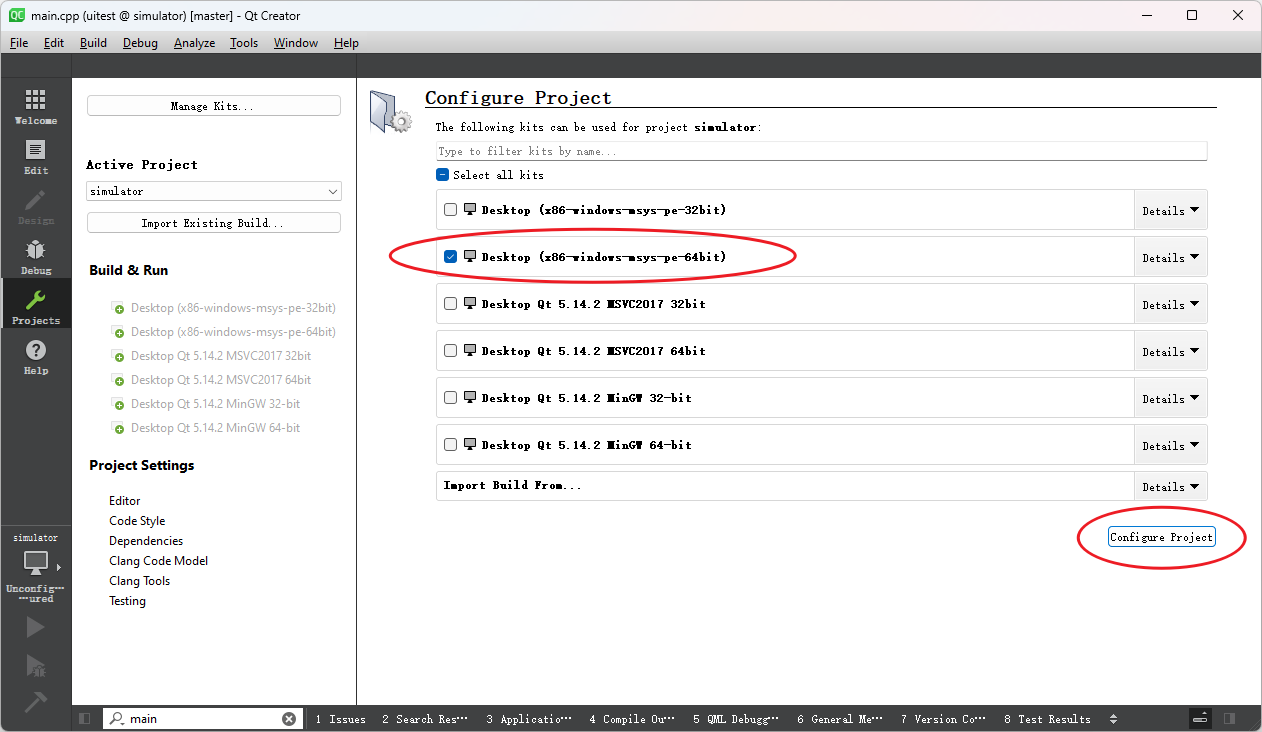 main.cpp (uitest @ simulator) [master] - Qt Creator
File Edit Build Debug Analyze Tools Window Help
Welcome
Edit
Design
Debug
Projects
Help
simulator
Unconfig···
···ured
Manage Kits...
Active Project
simulator
Import Existing Build...
Build & Run
Desktop (x86-windows-msys-pe-32bit)
Desktop (x86-windows-msys-pe-64bit)
Desktop Qt 5.14.2 MSVC2017 32bit
Desktop Qt 5.14.2 MSVC2017 64bit
Desktop Qt 5.14.2 MinGW 32-bit
Desktop Qt 5.14.2 MinGW 64-bit
Project Settings
Editor
Code Style
Dependencies
Clang Code Model
Clang Tools
Testing
Configure Project
The following kits can be used for project simulator:
Type to filter kits by name...
Select all kits
Desktop (x86-windows-msys-pe-32bit) Details
Desktop (x86-windows-msys-pe-64bit) Details
Desktop Qt 5.14.2 MSVC2017 32bit Details
Desktop Qt 5.14.2 MSVC2017 64bit Details
Desktop Qt 5.14.2 MinGW 32-bit Details
Desktop Qt 5.14.2 MinGW 64-bit Details
Import Build From... Details
Configure Project
main 1 Issues 2 Search Res··· 3 Applicatio··· 4 Compile Ou··· 5 QML Debugg··· 6 General Me··· 7 Version Co··· 8 Test Results